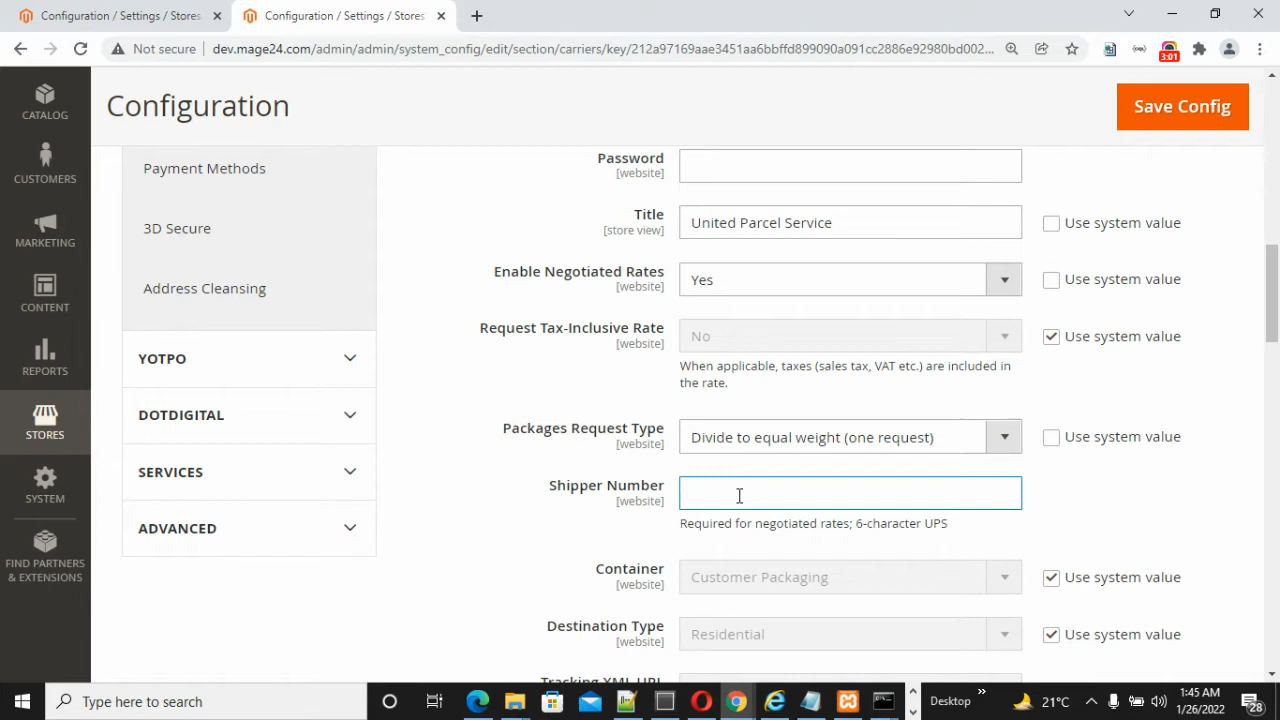 Configuration / Settings / Stores
Configuration / Settings / Stores
Not secure
dev.mage24.com/admin/admin/system_config/edit/section/carriers/key/212a97169aae3451a6bbffd899090a091cc2886e92980bd002...
3:01
CATALOG
CUSTOMERS
MARKETING
CONTENT
REPORTS
STORES
SYSTEM
FIND PARTNERS
& EXTENSIONS
Configuration
Save Config
Payment Methods
3D Secure
Address Cleansing
YOTPO
DOTDIGITAL
SERVICES
ADVANCED
Password
[website]
Title
[store view]
United Parcel Service
Use system value
Enable Negotiated Rates
[website]
Yes
Use system value
Request Tax-Inclusive Rate
[website]
No
Use system value
When applicable, taxes (sales tax, VAT etc.) are included in
the rate.
Packages Request Type
[website]
Divide to equal weight (one request)
Use system value
Shipper Number
[website]
Required for negotiated rates; 6-character UPS
Container
[website]
Customer Packaging
Use system value
Destination Type
[website]
Residential
Use system value
Tracking XML URL
Type here to search
Desktop
21°C
1:45 AM
1/26/2022
28